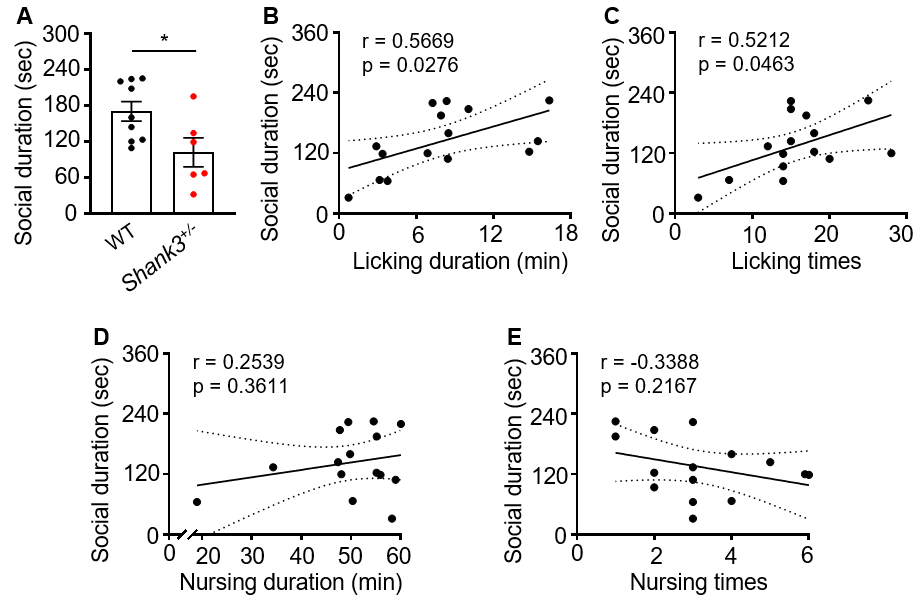 A
Social duration (sec)
300
240
180
120
60
0
*
WT
Shank3+/-
B
Social duration (sec)
360
240
120
0
r = 0.5669
p = 0.0276
0 6 12 18
Licking duration (min)
C
Social duration (sec)
360
240
120
0
r = 0.5212
p = 0.0463
0 10 20 30
Licking times
D
Social duration (sec)
360
240
120
0
r = 0.2539
p = 0.3611
0 20 30 40 50 60
Nursing duration (min)
E
Social duration (sec)
360
240
120
0
r = -0.3388
p = 0.2167
0 2 4 6
Nursing times